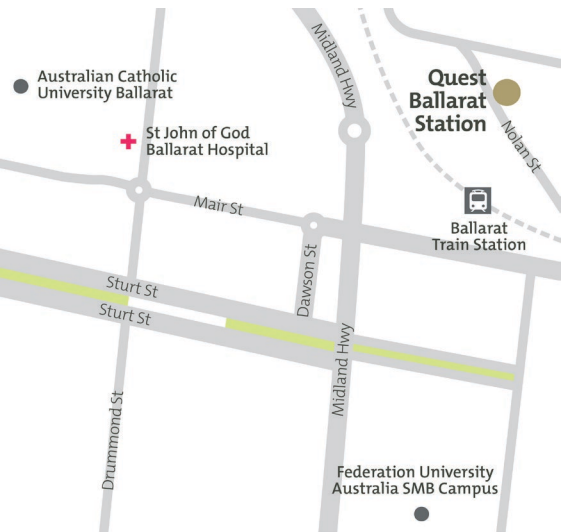 Midland Hwy
Australian Catholic
University Ballarat
Quest
Ballarat
Station
Nolan St
St John of God
Ballarat Hospital
Mair St
Ballarat
Train Station
Dawson St
Sturt St
Sturt St
Midland Hwy
Drummond St
Federation University
Australia SMB Campus